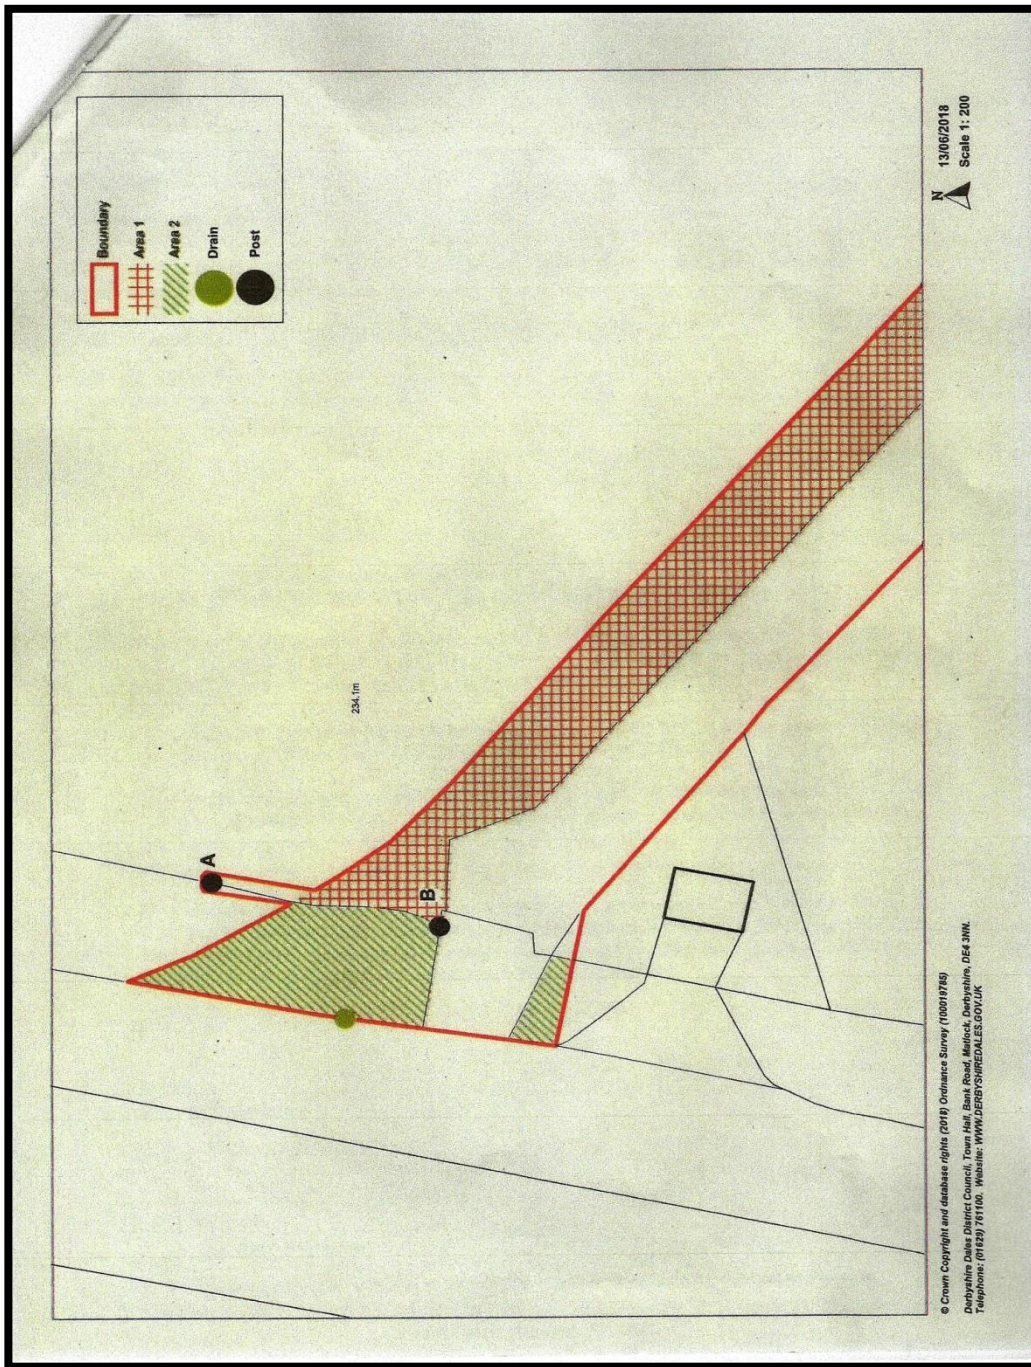 Boundary
Area 1
Area 2
Drain
Post
A
B
234.1m
N
13/06/2018
Scale 1: 200
© Crown Copyright and database rights (2018) Ordnance Survey (100019785)
Derbyshire Dales District Council, Town Hall, Bank Road, Matlock, Derbyshire, DE4 3NN.
Telephone: (01629) 761100. Website: WWW.DERBYSHIREDALES.GOV.UK